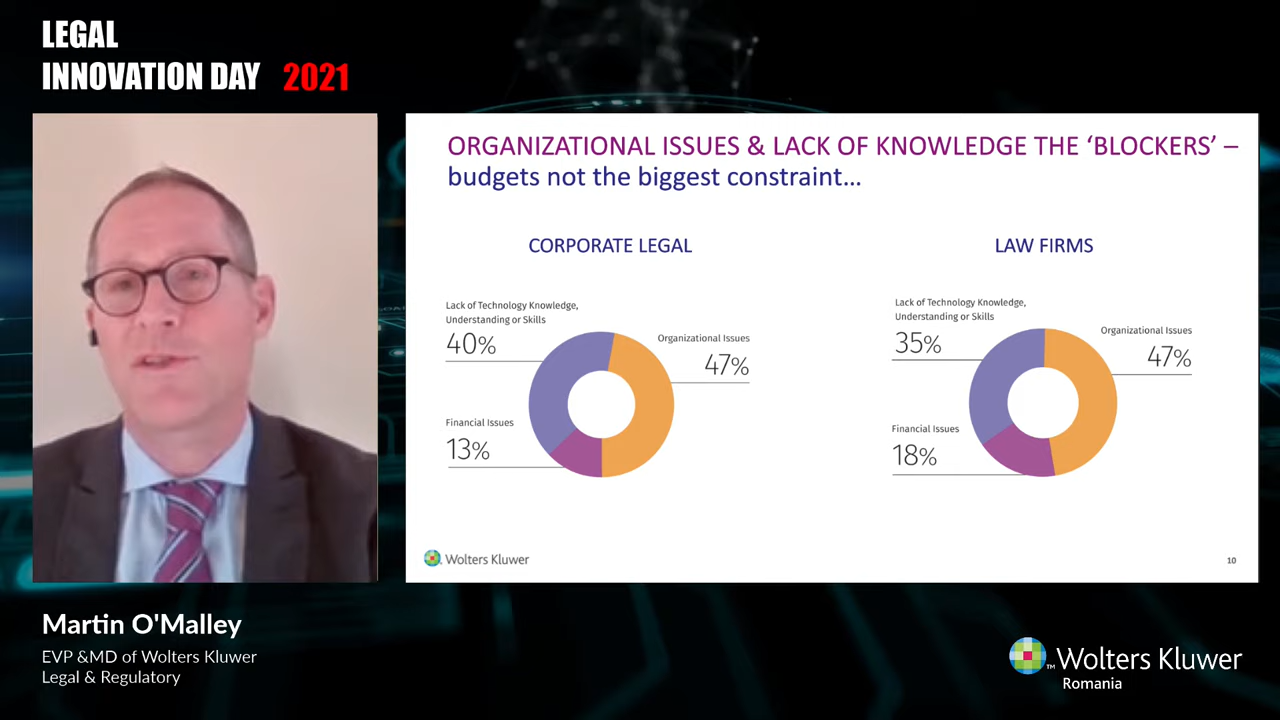 LEGAL
INNOVATION DAY 2021
ORGANIZATIONAL ISSUES & LACK OF KNOWLEDGE THE ‘BLOCKERS’ –
budgets not the biggest constraint…
CORPORATE LEGAL
Lack of Technology Knowledge,
Understanding or Skills
40%
Organizational Issues
47%
Financial Issues
13%
LAW FIRMS
Lack of Technology Knowledge,
Understanding or Skills
35%
Organizational Issues
47%
Financial Issues
18%
Wolters Kluwer
10
Martin O'Malley
EVP &MD of Wolters Kluwer
Legal & Regulatory
™ Wolters Kluwer
Romania